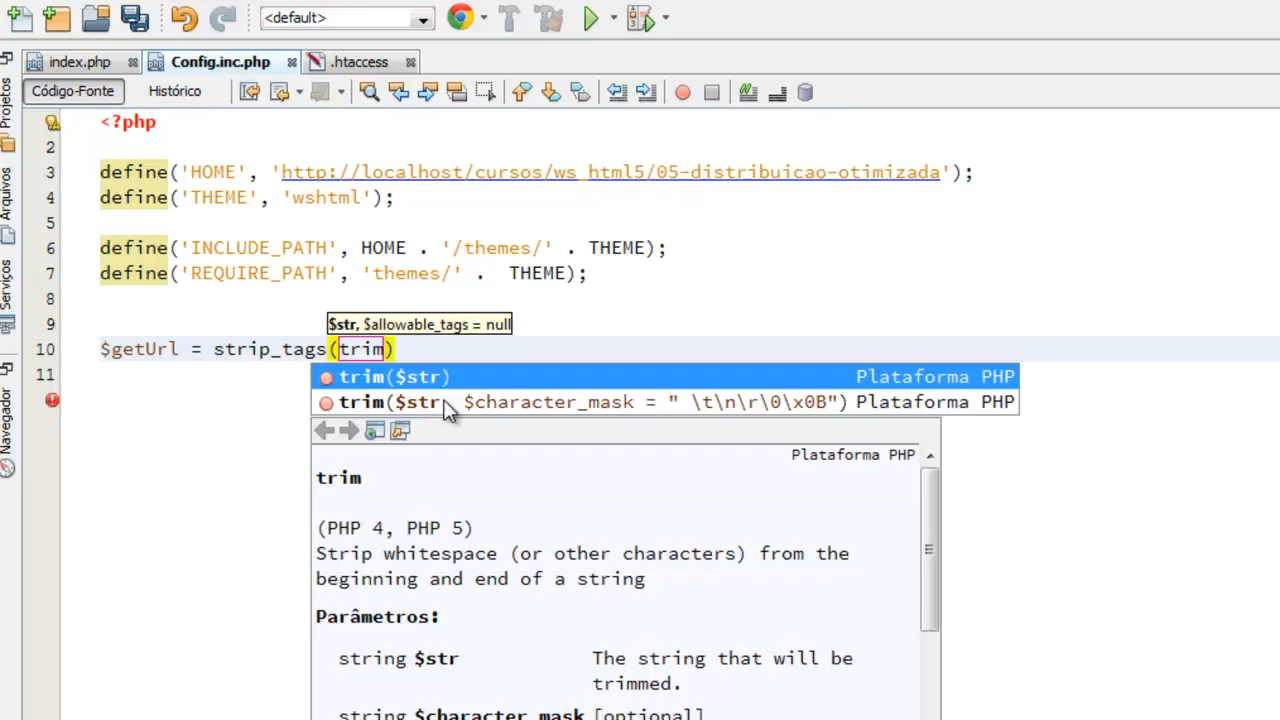 <default>
index.php
Config.inc.php
.htaccess
Código-Fonte
Histórico
Projetos
Arquivos
Serviços
Navegador
<?php
2
3 define('HOME', 'http://localhost/cursos/ws_html5/05-distribuicao-otimizada');
4 define('THEME', 'wshtml');
5
6 define('INCLUDE_PATH', HOME . '/themes/' . THEME);
7 define('REQUIRE_PATH', 'themes/' .  THEME);
8
9
$str, $allowable_tags = null
10 $getUrl = strip_tags(trim)
11
trim($str) Plataforma PHP
trim($str, $character_mask = " \t\n\r\0\x0B") Plataforma PHP
Plataforma PHP
trim
(PHP 4, PHP 5)
Strip whitespace (or other characters) from the
beginning and end of a string
Parâmetros:
string $str The string that will be
trimmed.
string $character_mask [optional]